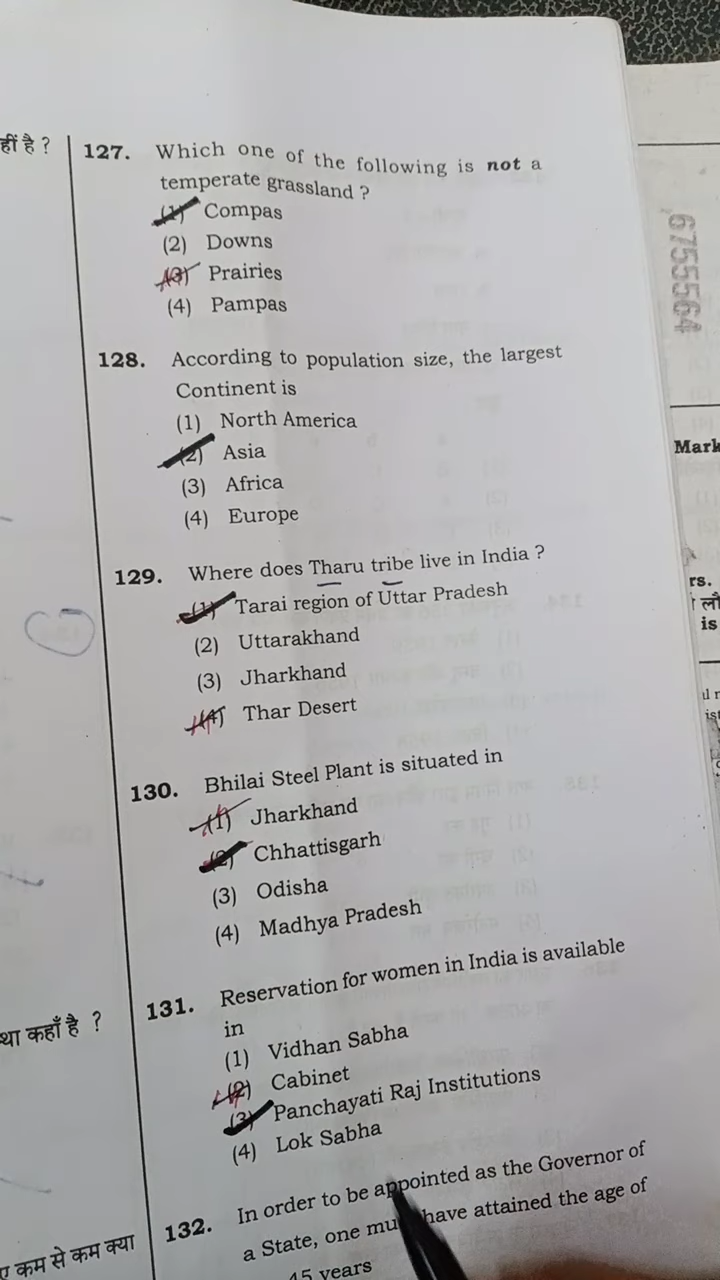 हीं है ?
127. Which one of the following is not a
temperate grassland ?
(1) Compas
(2) Downs
(3) Prairies
(4) Pampas
128. According to population size, the largest
Continent is
(1) North America
(2) Asia
(3) Africa
(4) Europe
129. Where does Tharu tribe live in India ?
(1) Tarai region of Uttar Pradesh
(2) Uttarakhand
(3) Jharkhand
(4) Thar Desert
130. Bhilai Steel Plant is situated in
(1) Jharkhand
(2) Chhattisgarh
(3) Odisha
(4) Madhya Pradesh
था कहाँ है ?
131. Reservation for women in India is available
in
(1) Vidhan Sabha
(2) Cabinet
(3) Panchayati Raj Institutions
(4) Lok Sabha
ए कम से कम क्या
132. In order to be appointed as the Governor of
a State, one must have attained the age of
45 years
6755564
Mark
rs.
is